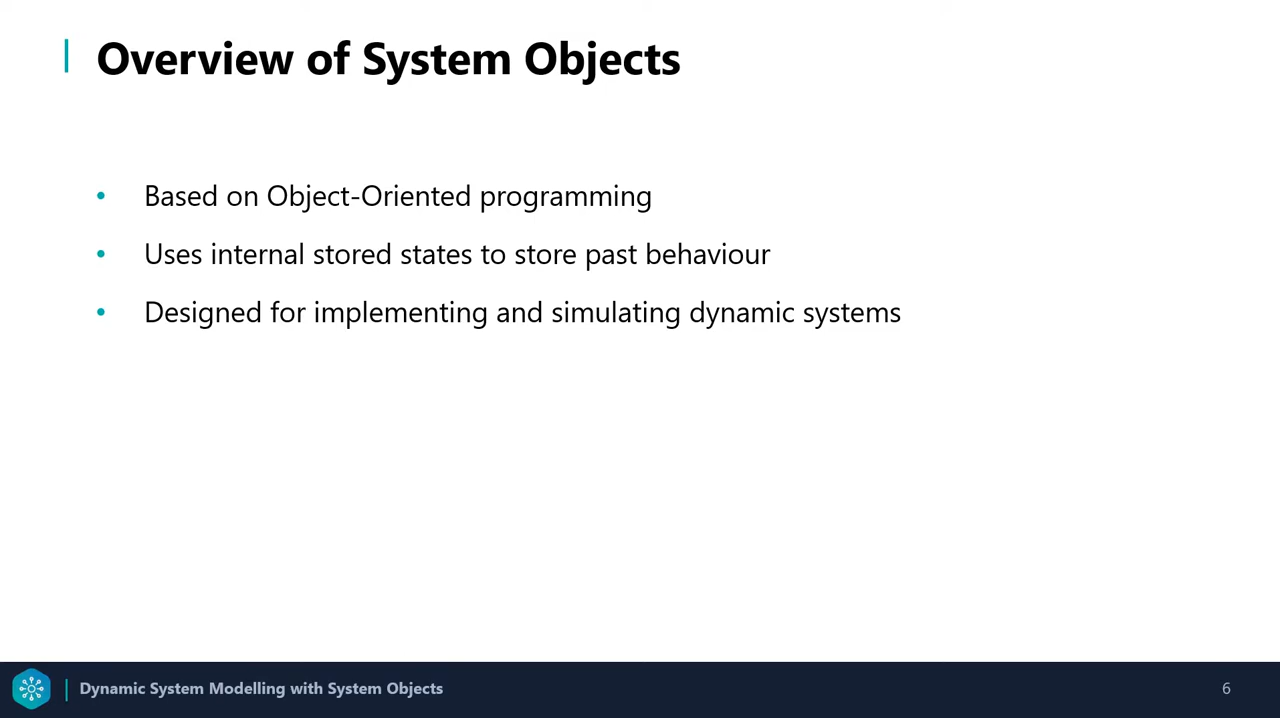 Overview of System Objects
• Based on Object-Oriented programming
• Uses internal stored states to store past behaviour
• Designed for implementing and simulating dynamic systems
Dynamic System Modelling with System Objects
6